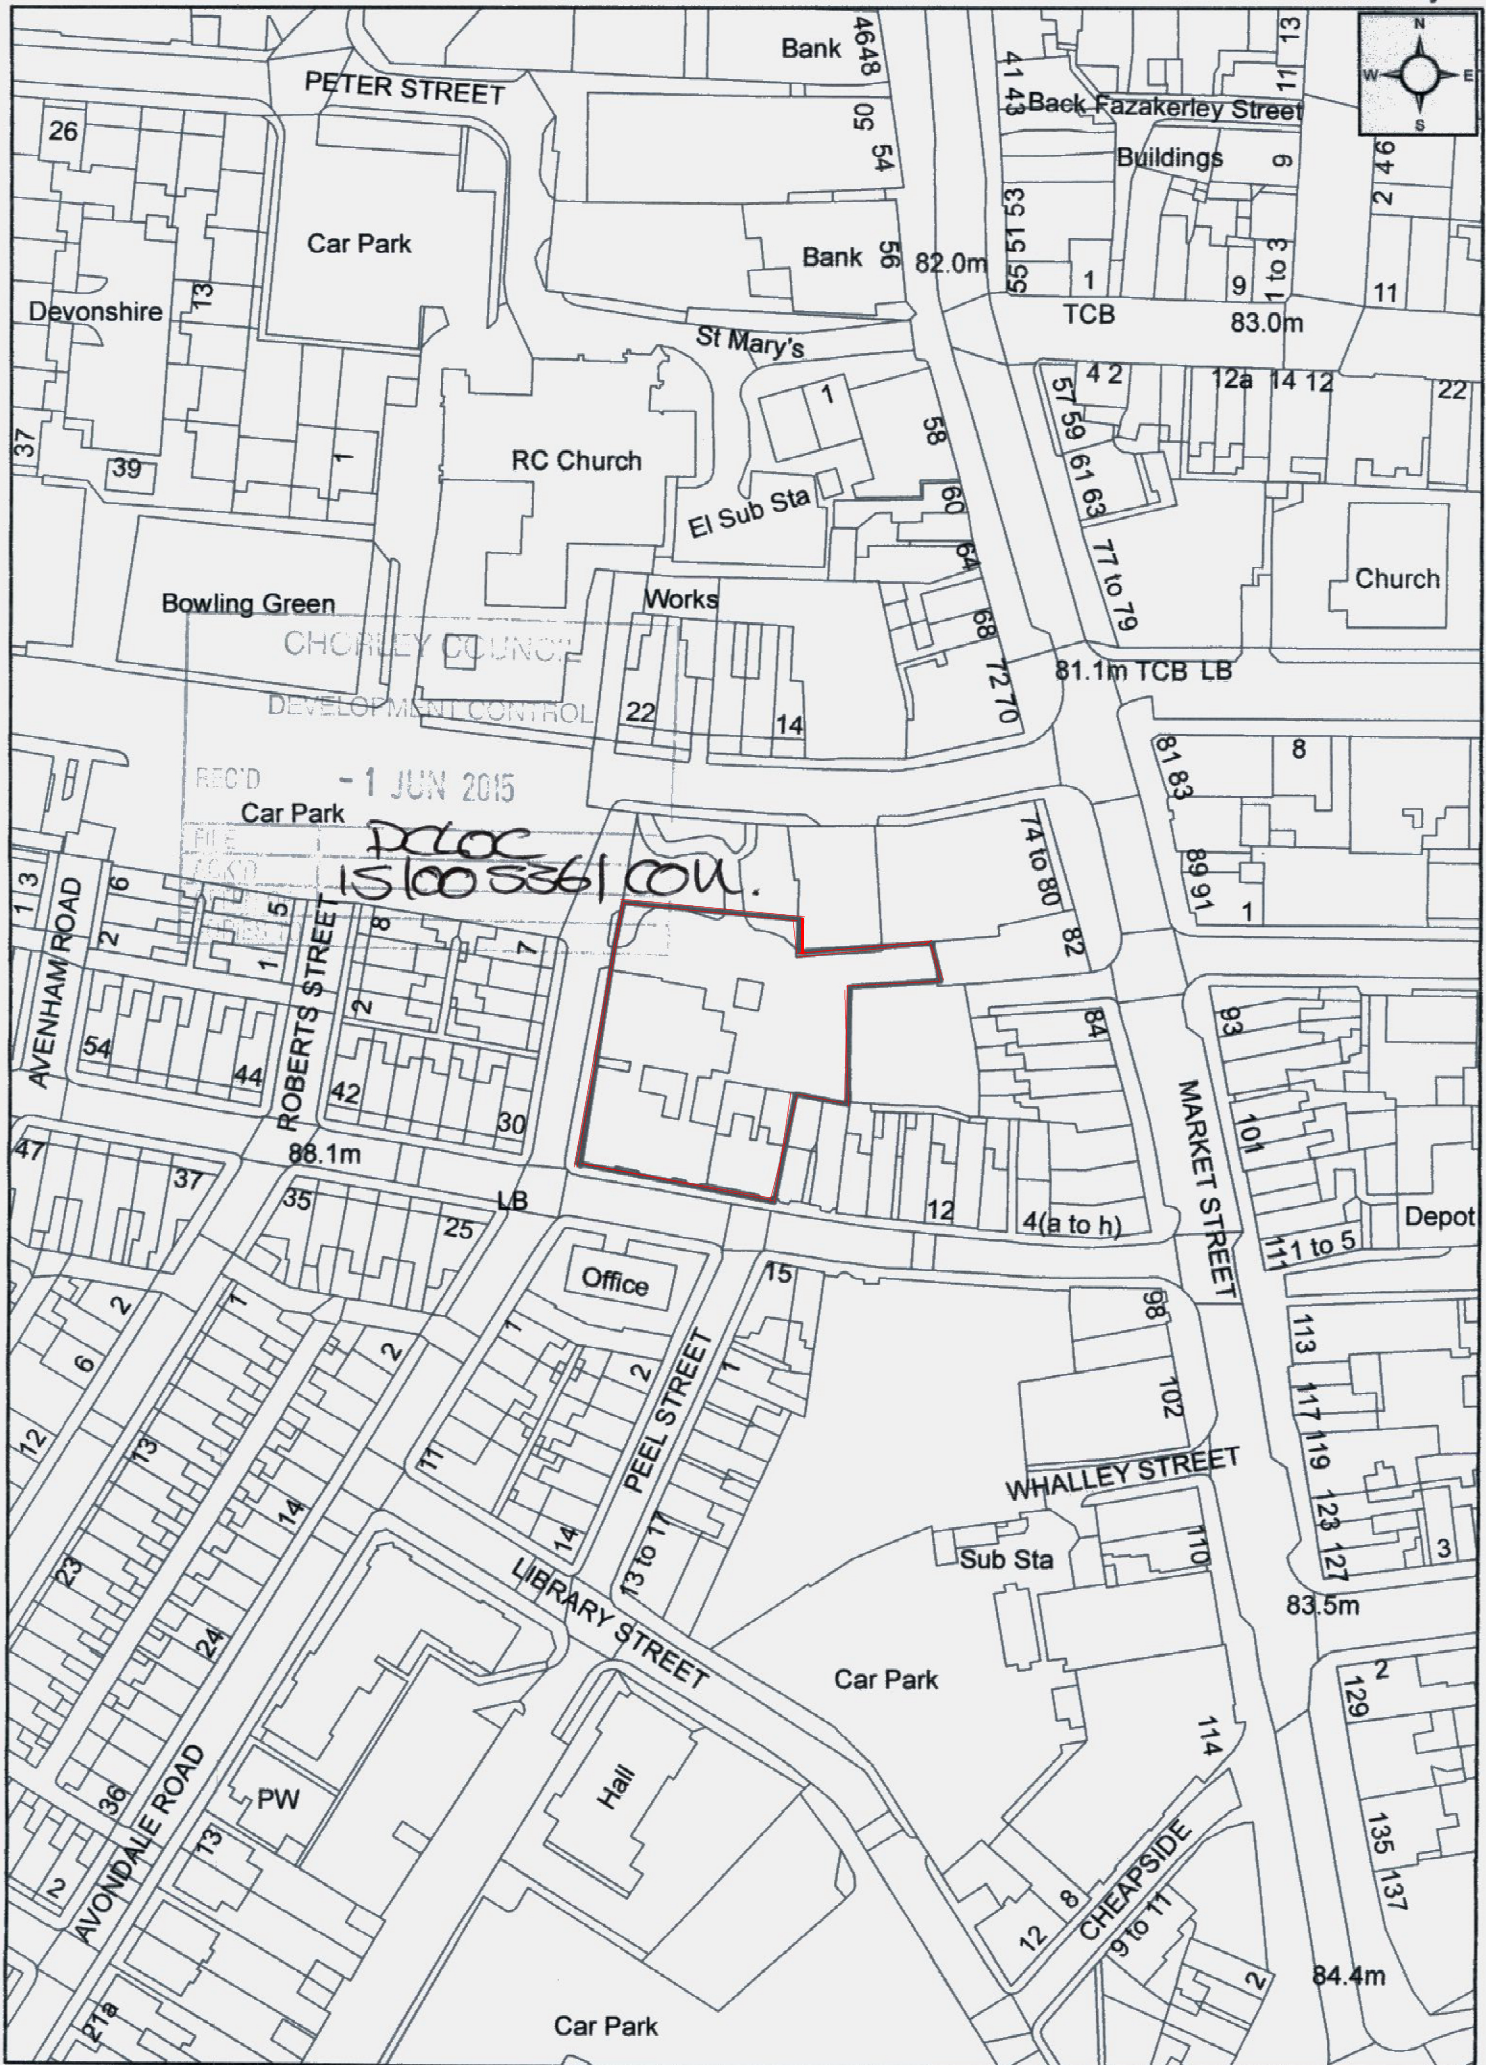 N
W E
S
PETER STREET
Bank
4648
41 43
13
11
Back Fazakerley Street
26
50
54
Buildings
9
4 6
2
Car Park
Bank
56
82.0m
55 51 53
1
9
1 to 3
11
Devonshire
13
TCB
83.0m
St Mary's
1
58
57 59
4 2
12a
14 12
22
37
39
1
RC Church
El Sub Sta
60
61 63
64
77 to 79
Church
Bowling Green
Works
68
CHORLEY COUNCIL
81.1m TCB LB
DEVELOPMENT CONTROL
22
14
72 70
81 83
8
REC'D - 1 JUN 2015
Car Park
74 to 80
FILE
DCLOC
ACK'D
15/00536/COU.
89 91
1
1 3
AVENHAM ROAD
6
2
5
1
ROBERTS STREET
8
2
7
82
54
44
42
30
84
93
MARKET STREET
101
47
37
88.1m
35
25
LB
12
4(a to h)
111
1 to 5
Depot
Office
15
98
2
6
12
1
2
1
2
PEEL STREET
1
113
102
117
119
13
11
14
14
13 to 17
WHALLEY STREET
123
127
3
23
24
LIBRARY STREET
Sub Sta
110
83.5m
Car Park
2
129
114
36
AVONDALE ROAD
PW
13
Hall
2
135
137
8
12
CHEAPSIDE
9 to 11
2
84.4m
21a
Car Park